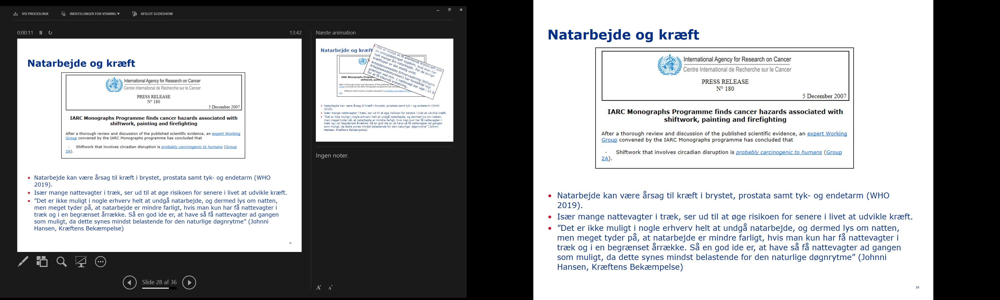 VIS PROCESLINJE
INDSTILLINGER FOR VISNING ▼
AFSLUT SLIDESHOW
0:00:11
13:42
Natarbejde og kræft
International Agency for Research on Cancer
Centre International de Recherche sur le Cancer
PRESS RELEASE
N° 180
5 December 2007
IARC Monographs Programme finds cancer hazards associated with
shiftwork, painting and firefighting
After a thorough review and discussion of the published scientific evidence, an expert Working
Group convened by the IARC Monographs programme has concluded that
· Shiftwork that involves circadian disruption is probably carcinogenic to humans (Group
2A).
• Natarbejde kan være årsag til kræft i brystet, prostata samt tyk- og endetarm (WHO
2019).
• Især mange nattevagter i træk, ser ud til at øge risikoen for senere i livet at udvikle kræft.
• ”Det er ikke muligt i nogle erhverv helt at undgå natarbejde, og dermed lys om natten,
men meget tyder på, at natarbejde er mindre farligt, hvis man kun har få nattevagter i
træk og i en begrænset årrække. Så en god ide er, at have så få nattevagter ad gangen
som muligt, da dette synes mindst belastende for den naturlige døgnrytme” (Johnni
Hansen, Kræftens Bekæmpelse)
28
Slide 28 af 36
Næste animation
Natarbejde og kræft
• Det er muligt at få anerkendt brystkræft som
en arbejdsbetinget sygdom, hvis man har
haft mange års natarbejde. For de øvrige
kræfttyper er det stadig uvist.
• Arbejdsmarkedets Erhvervssikring (tidligere
Arbejdsskadestyrelsen) har foreløbigt lagt
grænsen ved min. 1 nattevagt per uge i 25 år
for at få tilkendt erstatning.
IARC Monographs
shiftwork,
After a thorough review and discussion of the published
Group convened by the IARC Monographs programme has
· Shiftwork that involves circadian disruption is probably carcinogenic to
2A).
• Natarbejde kan være årsag til kræft i brystet, prostata samt tyk - og endetarm (WHO
2019).
• Især mange nattevagter i træk, ser ud til at øge risikoen for senere i livet at udvikle kræft.
• ”Det er ikke muligt i nogle erhverv helt at undgå natarbejde, og dermed lys om natten,
men meget tyder på, at natarbejde er mindre farligt, hvis man kun har få nattevagter i
træk og i en begrænset årrække. Så en god ide er, at have så få nattevagter ad gangen
som muligt, da dette synes mindst belastende for den naturlige døgnrytme” (Johnni
Hansen, Kræftens Bekæmpelse)
Ingen noter.
A A
Natarbejde og kræft
International Agency for Research on Cancer
Centre International de Recherche sur le Cancer
PRESS RELEASE
N° 180
5 December 2007
IARC Monographs Programme finds cancer hazards associated with
shiftwork, painting and firefighting
After a thorough review and discussion of the published scientific evidence, an expert Working
Group convened by the IARC Monographs programme has concluded that
· Shiftwork that involves circadian disruption is probably carcinogenic to humans (Group
2A).
• Natarbejde kan være årsag til kræft i brystet, prostata samt tyk- og endetarm (WHO
2019).
• Især mange nattevagter i træk, ser ud til at øge risikoen for senere i livet at udvikle kræft.
• ”Det er ikke muligt i nogle erhverv helt at undgå natarbejde, og dermed lys om natten,
men meget tyder på, at natarbejde er mindre farligt, hvis man kun har få nattevagter i
træk og i en begrænset årrække. Så en god ide er, at have så få nattevagter ad gangen
som muligt, da dette synes mindst belastende for den naturlige døgnrytme” (Johnni
Hansen, Kræftens Bekæmpelse)
28